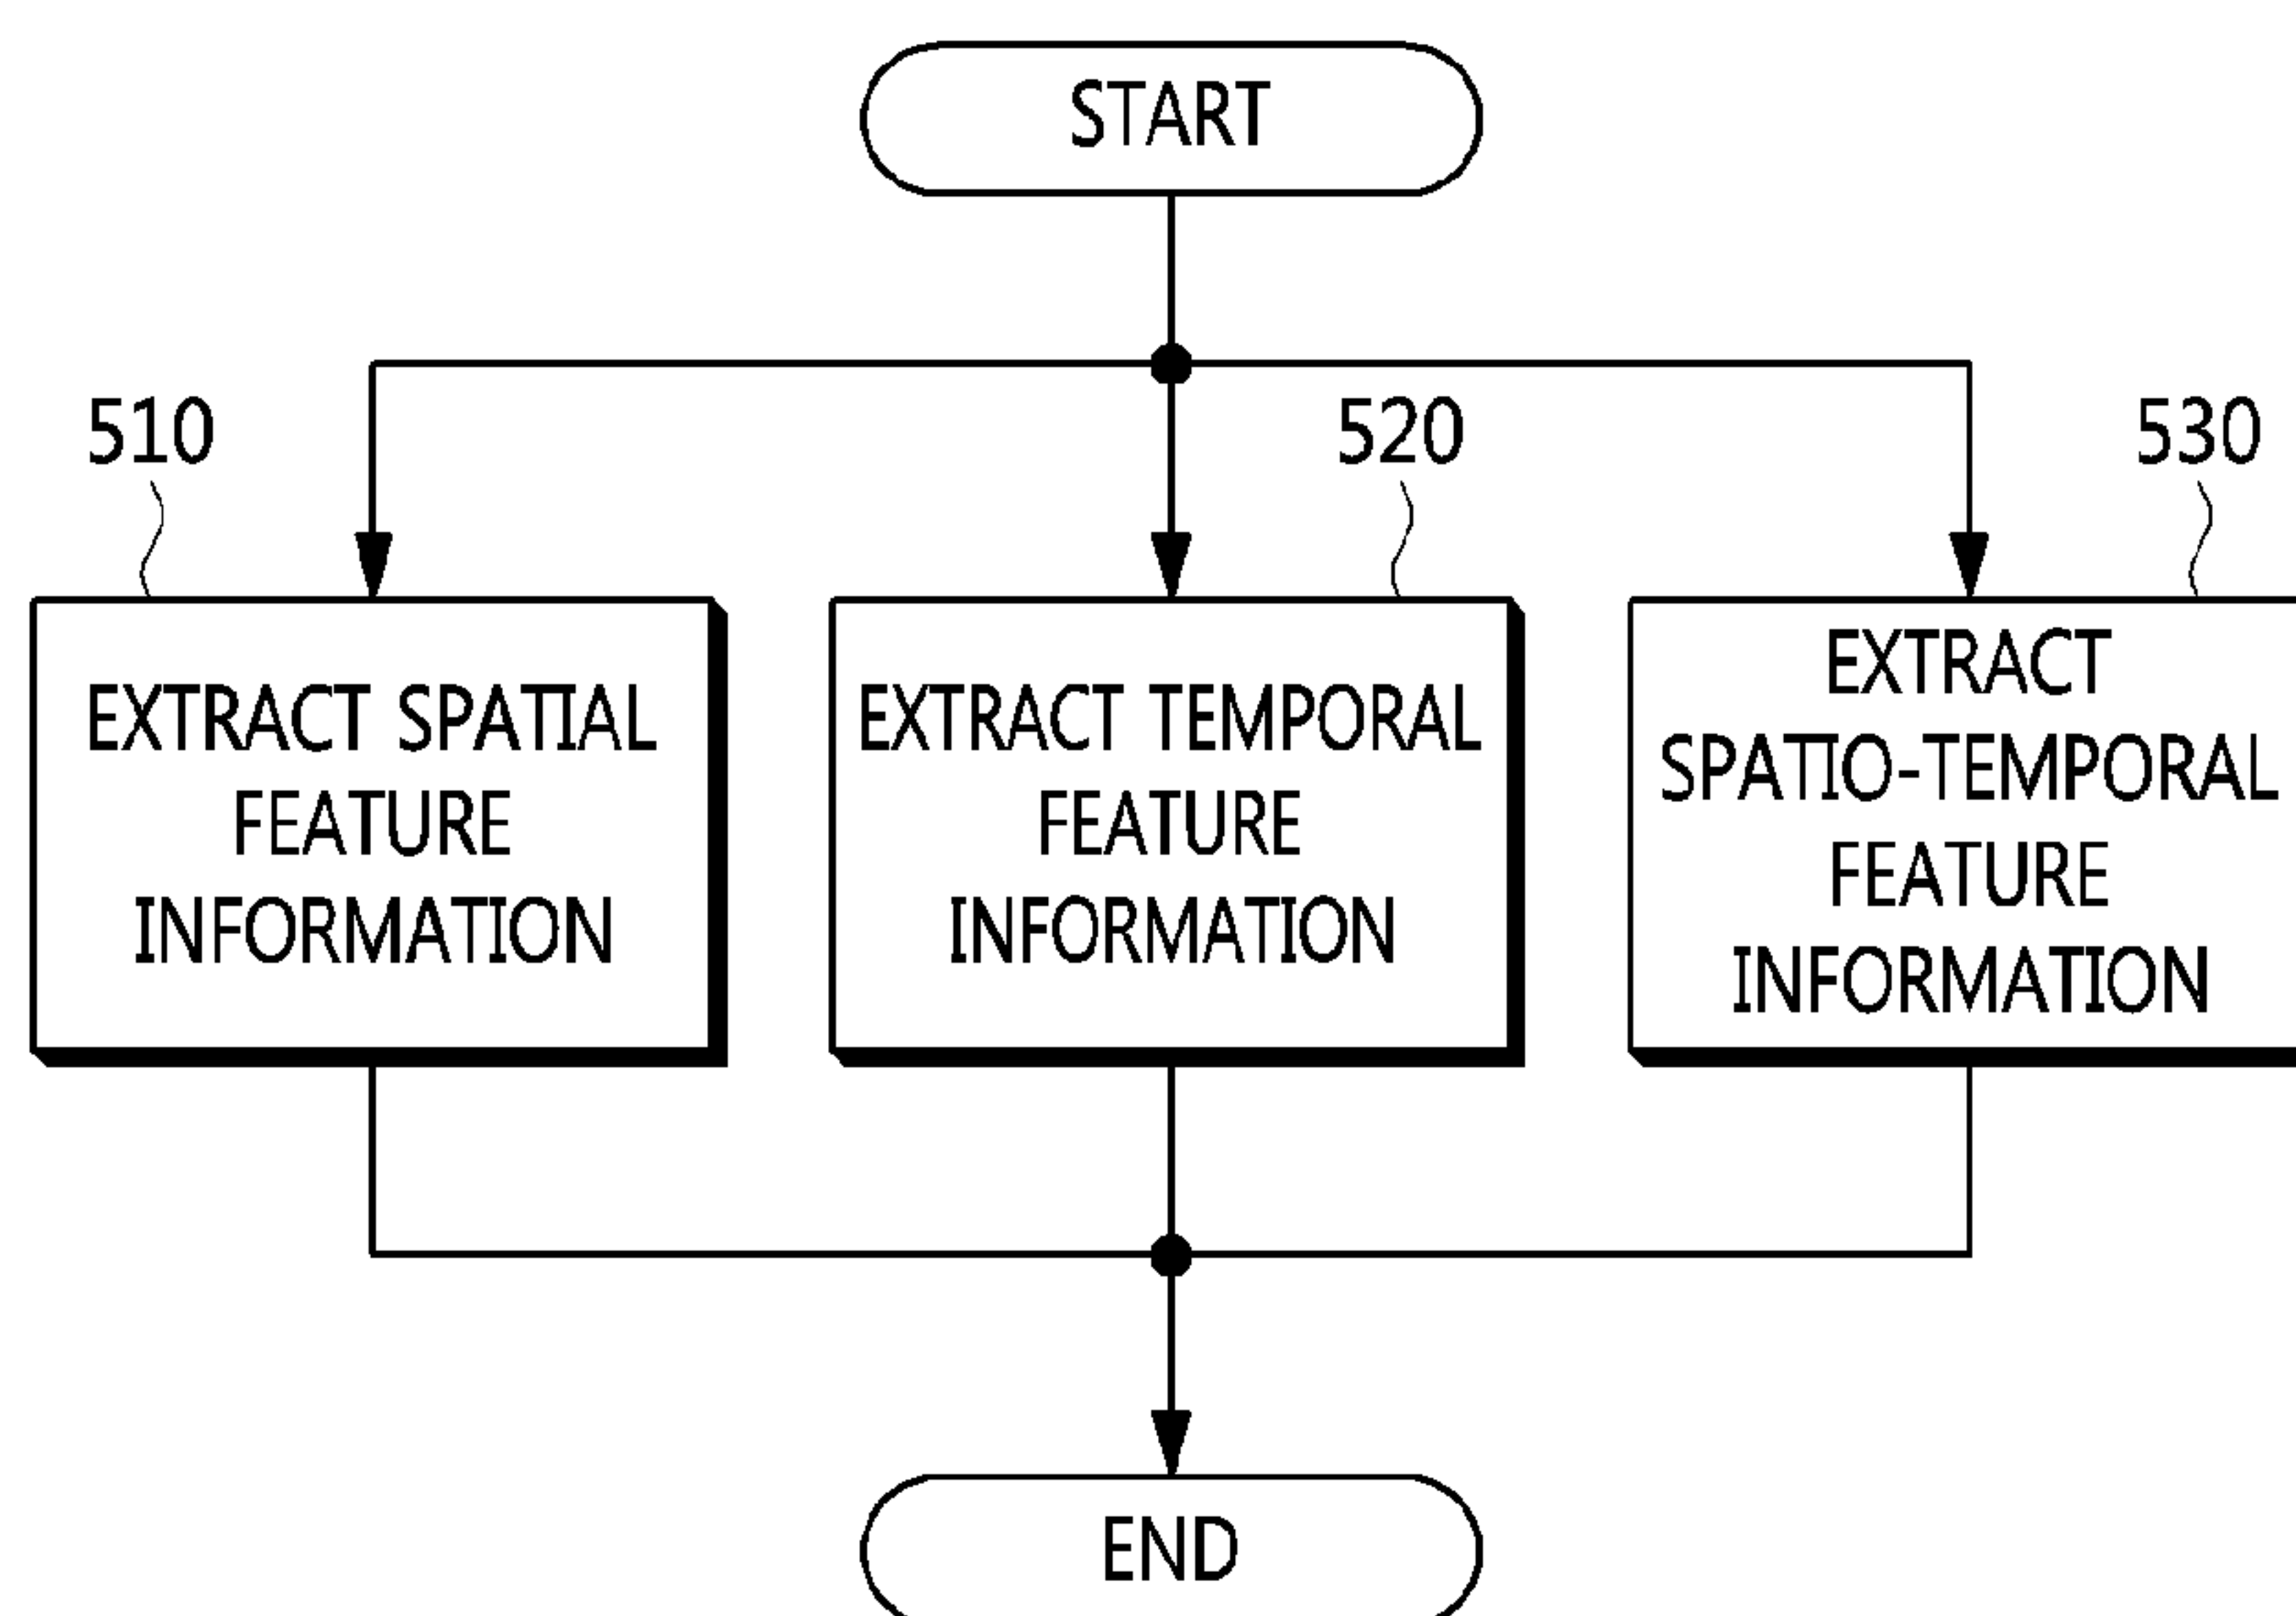 START
510
520
530
EXTRACT SPATIAL
FEATURE
INFORMATION
EXTRACT TEMPORAL
FEATURE
INFORMATION
EXTRACT
SPATIO-TEMPORAL
FEATURE
INFORMATION
END